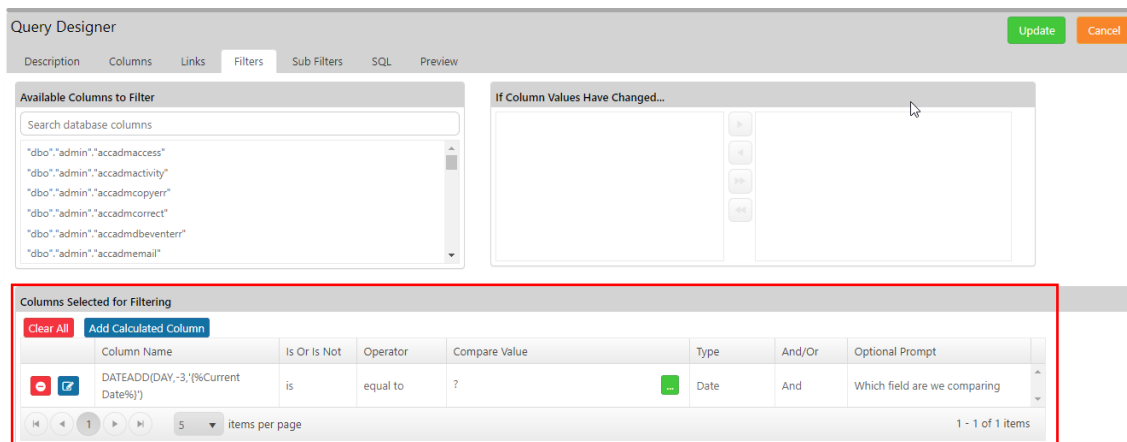 Query Designer
Update Cancel
Description Columns Links Filters Sub Filters SQL Preview
Available Columns to Filter
If Column Values Have Changed...
Search database columns
"dbo"."admin"."accadmaccess"
"dbo"."admin"."accadmactivity"
"dbo"."admin"."accadmcopyerr"
"dbo"."admin"."accadmcorrect"
"dbo"."admin"."accadmdbeventerr"
"dbo"."admin"."accadmemail"
Columns Selected for Filtering
Clear All Add Calculated Column
Column Name Is Or Is Not Operator Compare Value Type And/Or Optional Prompt
DATEADD(DAY,-3,'{%Current
Date%}')
is equal to ? ... Date And Which field are we comparing
1 5 items per page 1 - 1 of 1 items